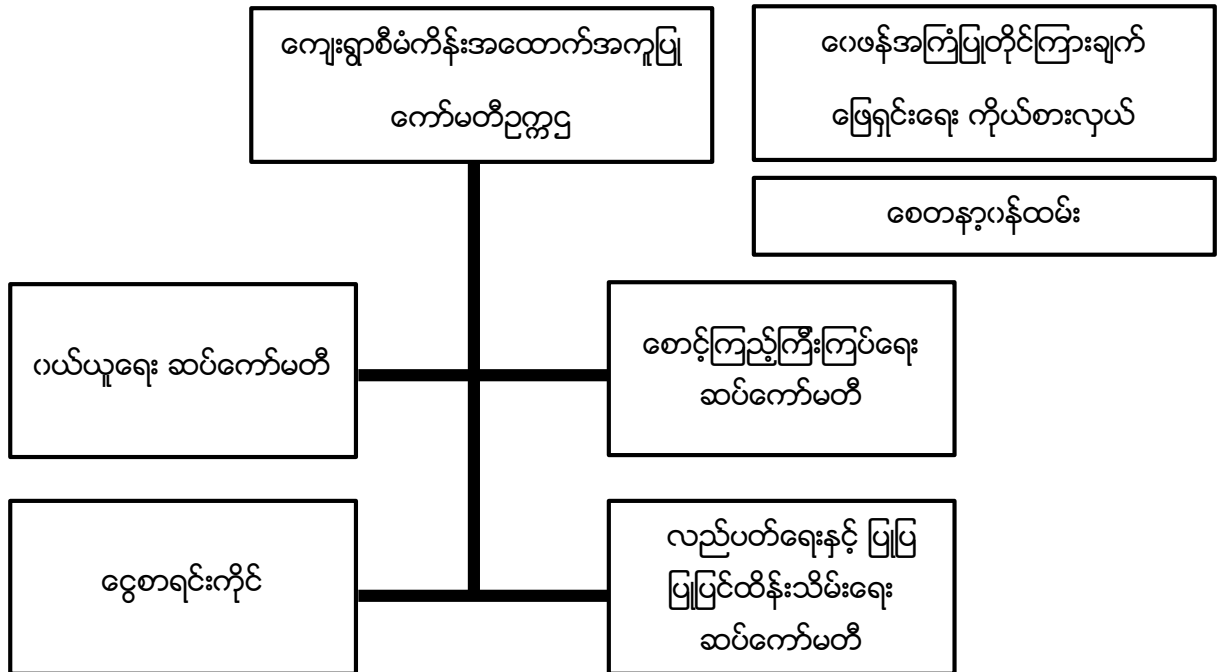 ကျေးရွာစီမံကိန်းအထောက်အကူပြု
ကော်မတီဥက္ကဋ္ဌ
ဝေဖန်အကြံပြုတိုင်ကြားချက်
ဖြေရှင်းရေး ကိုယ်စားလှယ်
စေတနာ့ဝန်ထမ်း
ဝယ်ယူရေး ဆပ်ကော်မတီ
စောင့်ကြည့်ကြီးကြပ်ရေး
ဆပ်ကော်မတီ
ငွေစာရင်းကိုင်
လည်ပတ်ရေးနှင့် ပြုပြ
ပြုပြင်ထိန်းသိမ်းရေး
ဆပ်ကော်မတီ